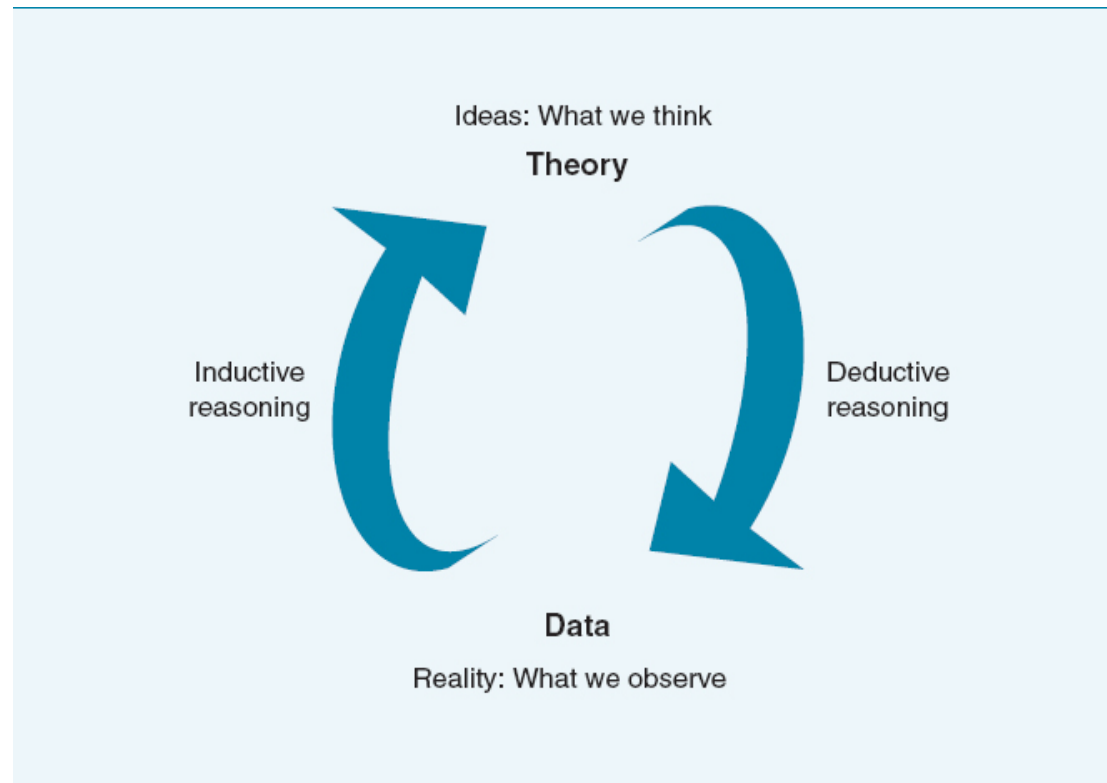 Ideas: What we think
Theory
Inductive
reasoning
Deductive
reasoning
Data
Reality: What we observe